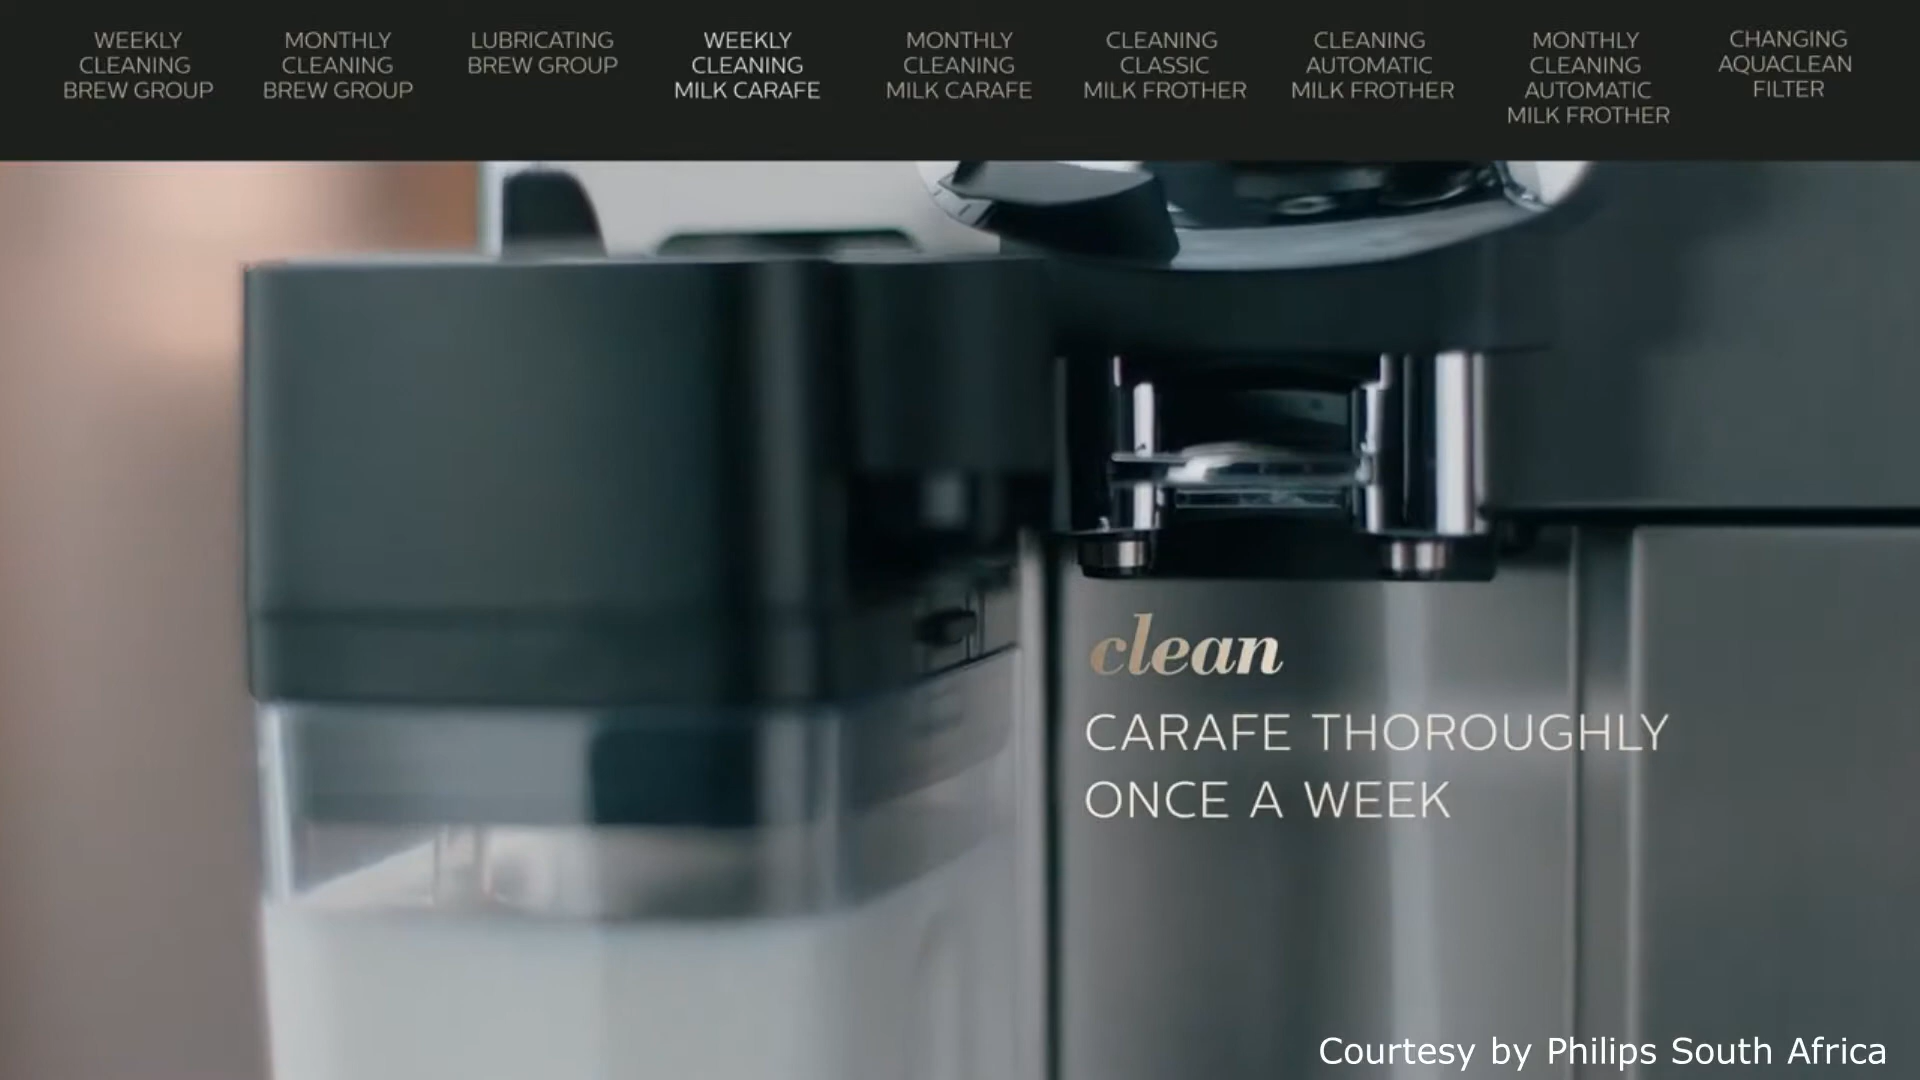 WEEKLY
CLEANING
BREW GROUP
MONTHLY
CLEANING
BREW GROUP
LUBRICATING
BREW GROUP
WEEKLY
CLEANING
MILK CARAFE
MONTHLY
CLEANING
MILK CARAFE
CLEANING
CLASSIC
MILK FROTHER
CLEANING
AUTOMATIC
MILK FROTHER
MONTHLY
CLEANING
AUTOMATIC
MILK FROTHER
CHANGING
AQUACLEAN
FILTER
clean
CARAFE THOROUGHLY
ONCE A WEEK
Courtesy by Philips South Africa